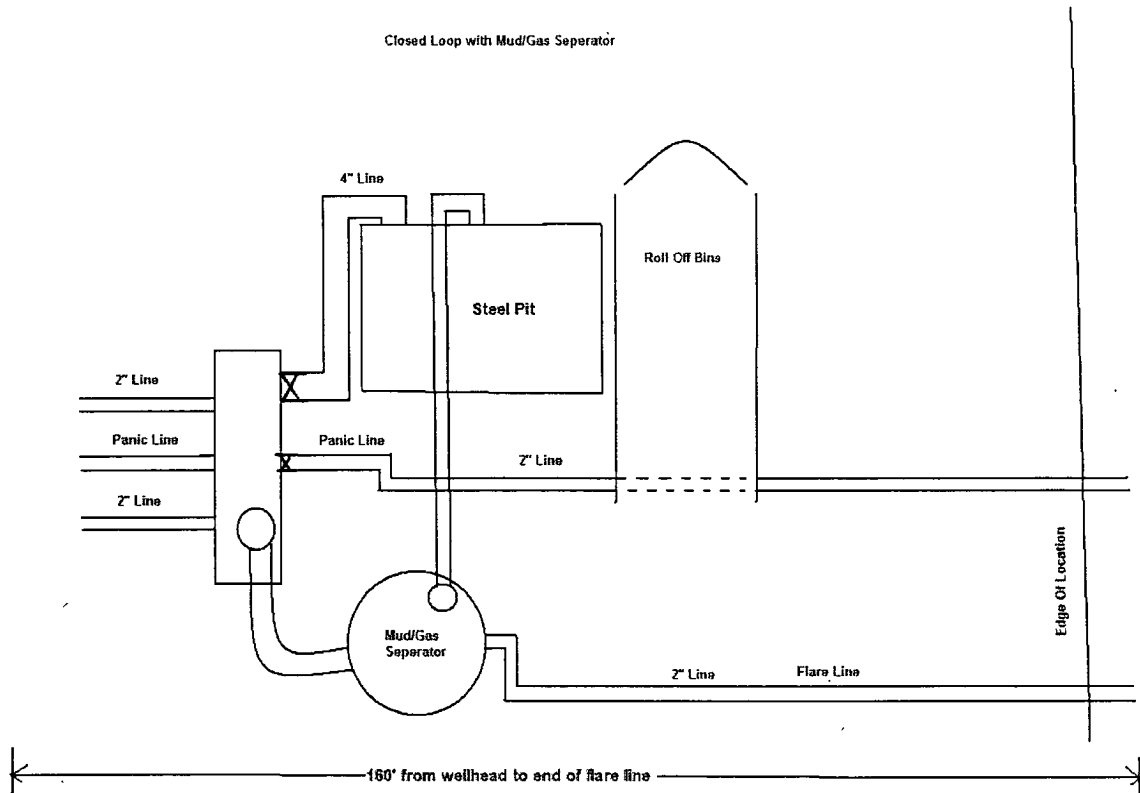 Closed Loop with Mud/Gas Seperator
4" Line
Roll Off Bins
Steel Pit
2" Line
Panic Line
Panic Line
2" Line
2" Line
Edge Of Location
Mud/Gas
Seperator
2" Line
Flare Line
160' from wellhead to end of flare line